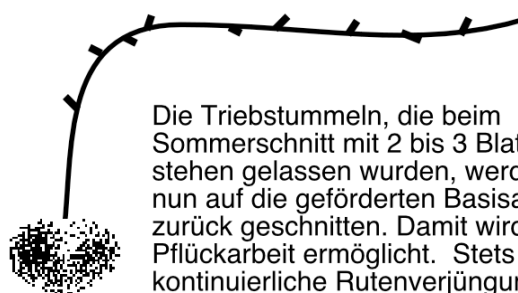 Die Triebstummeln, die beim
Sommerschnitt mit 2 bis 3
stehen gelassen wurden,
nun auf die geförderten
zurück geschnitten. Damit
Pflückarbeit ermöglicht. Stets
kontinuierliche